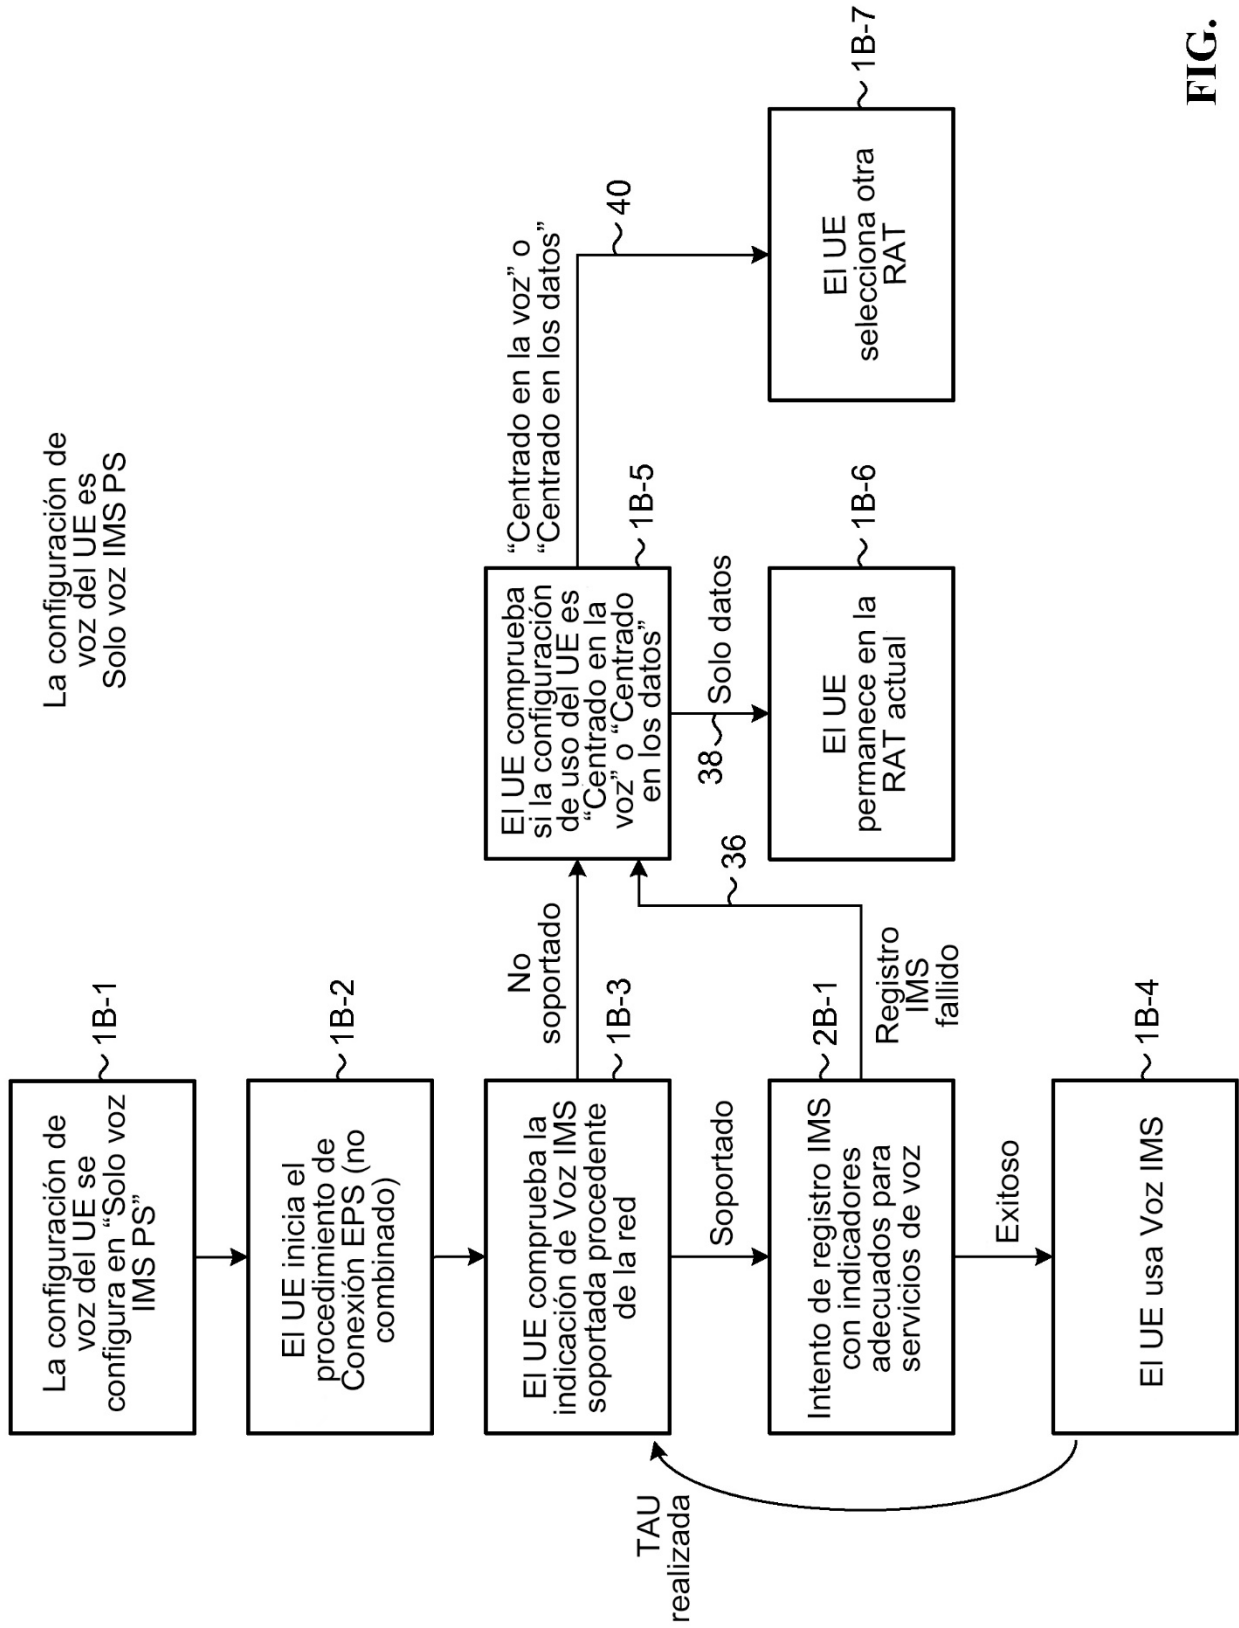 La configuración de
voz del UE es
Solo voz IMS PS
La configuración de
voz del UE se
configura en “Solo voz
IMS PS”
1B-1
El UE inicia el
procedimiento de
Conexión EPS (no
combinado)
1B-2
El UE comprueba la
indicación de Voz IMS
soportada procedente
de la red
1B-3
No
soportado
El UE comprueba
si la configuración
de uso del UE es
“Centrado en la
voz” o “Centrado
en los datos”
1B-5
“Centrado en la voz” o
“Centrado en los datos”
40
Soportado
38
Solo datos
36
Intento de registro IMS
con indicadores
adecuados para
servicios de voz
2B-1
Registro
IMS
fallido
El UE
permanece en la
RAT actual
1B-6
El UE
selecciona otra
RAT
1B-7
Exitoso
TAU
realizada
El UE usa Voz IMS
1B-4
FIG.